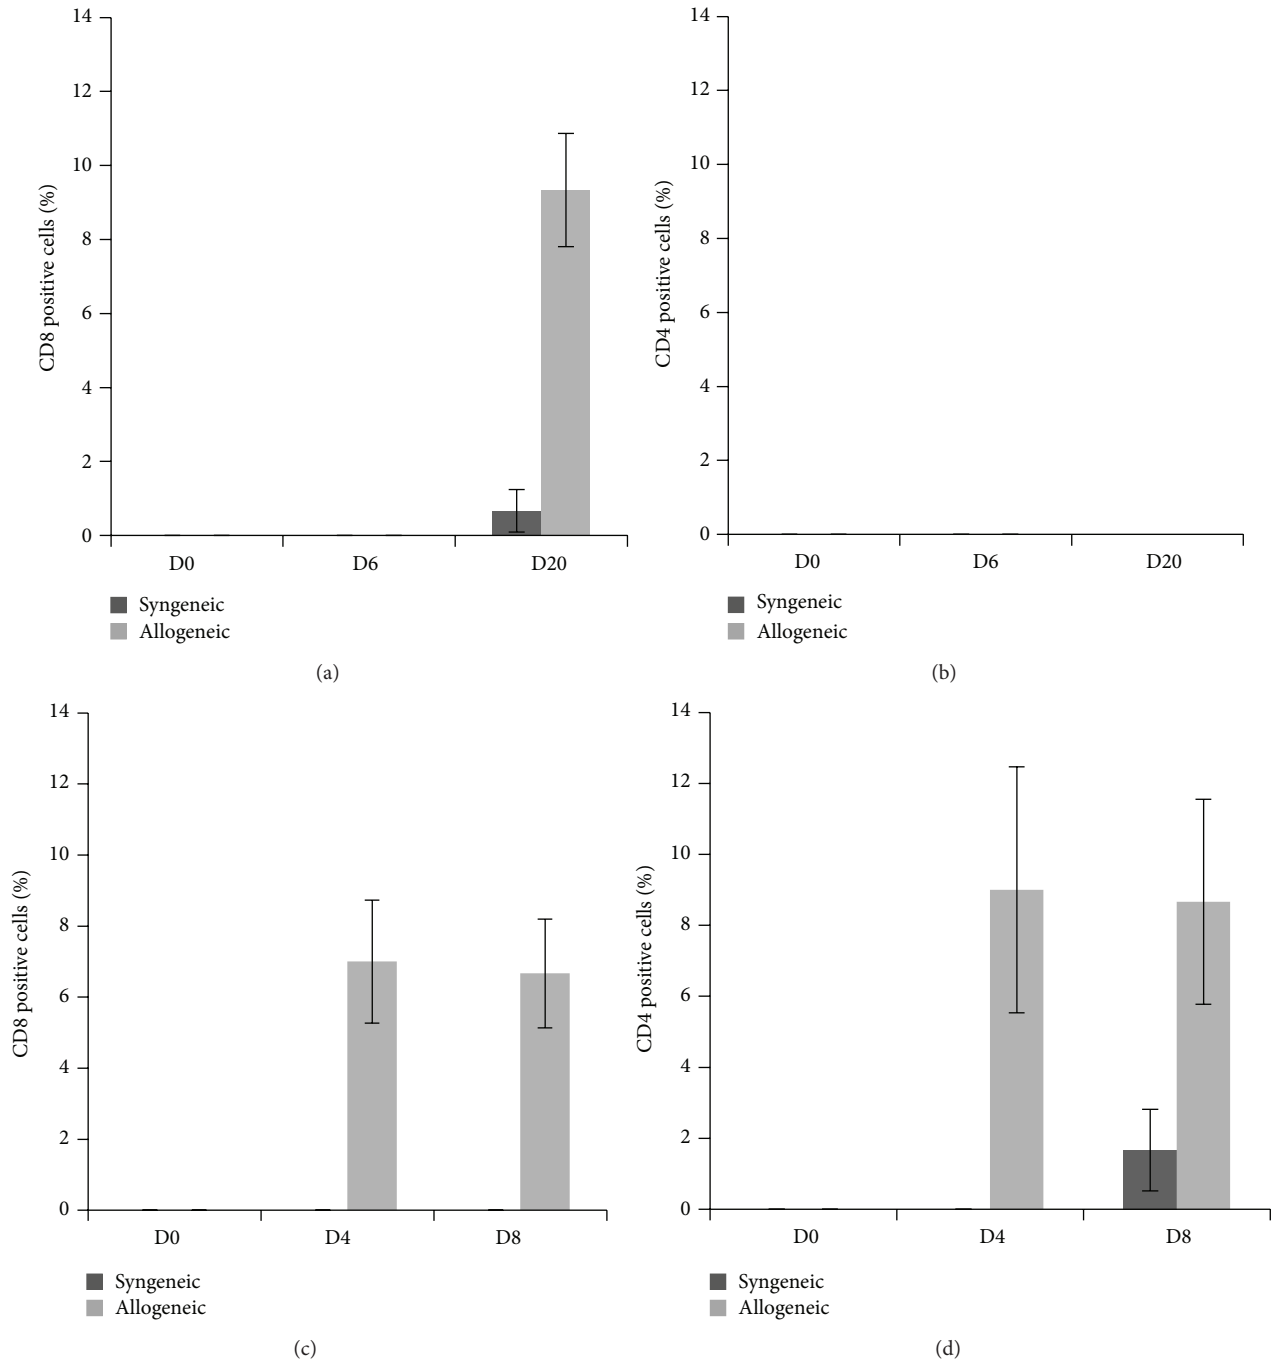 14
12
10
8
6
4
2
0
CD8 positive cells (%)
D0 D6 D20
Syngeneic
Allogeneic
(a)
14
12
10
8
6
4
2
0
CD4 positive cells (%)
D0 D6 D20
Syngeneic
Allogeneic
(b)
14
12
10
8
6
4
2
0
CD8 positive cells (%)
D0 D4 D8
Syngeneic
Allogeneic
(c)
14
12
10
8
6
4
2
0
CD4 positive cells (%)
D0 D4 D8
Syngeneic
Allogeneic
(d)